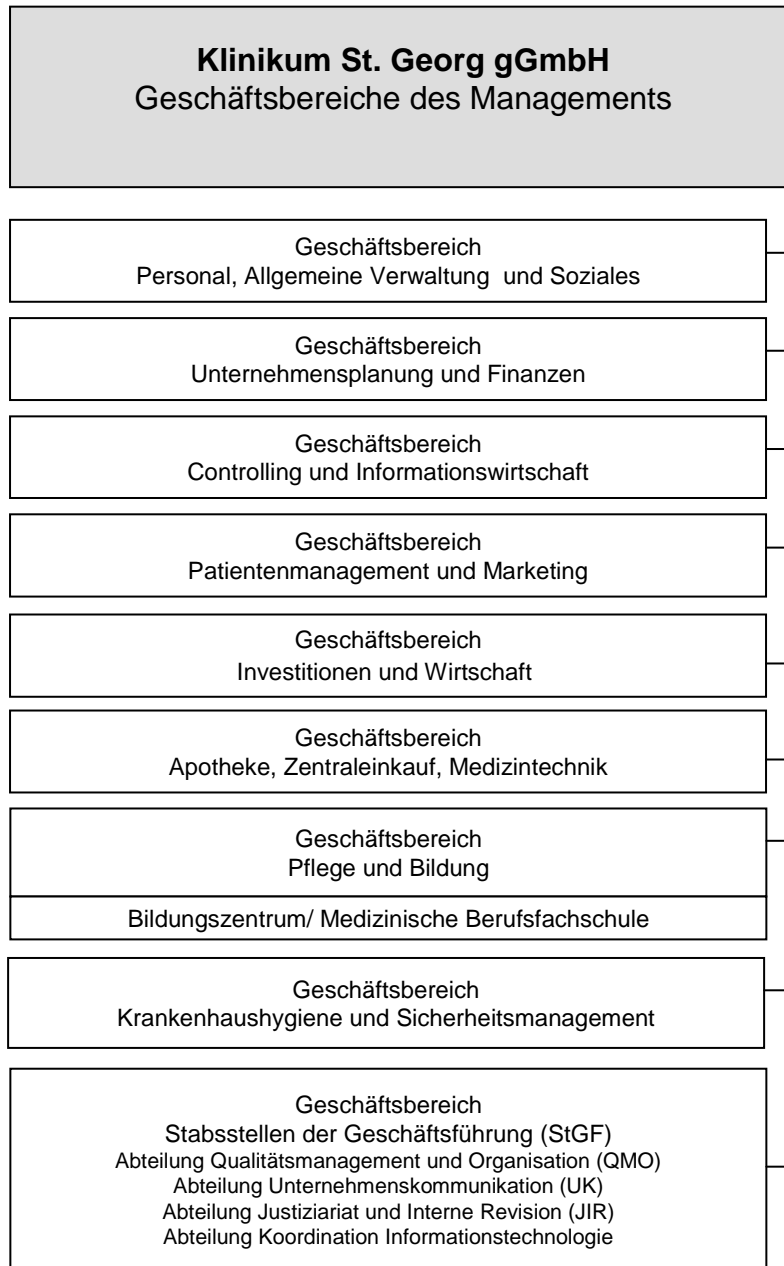 Klinikum St. Georg gGmbH
Geschäftsbereiche des Managements
Geschäftsbereich
Personal, Allgemeine Verwaltung und Soziales
Geschäftsbereich
Unternehmensplanung und Finanzen
Geschäftsbereich
Controlling und Informationswirtschaft
Geschäftsbereich
Patientenmanagement und Marketing
Geschäftsbereich
Investitionen und Wirtschaft
Geschäftsbereich
Apotheke, Zentraleinkauf, Medizintechnik
Geschäftsbereich
Pflege und Bildung
Bildungszentrum/ Medizinische Berufsfachschule
Geschäftsbereich
Krankenhaushygiene und Sicherheitsmanagement
Geschäftsbereich
Stabsstellen der Geschäftsführung (StGF)
Abteilung Qualitätsmanagement und Organisation (QMO)
Abteilung Unternehmenskommunikation (UK)
Abteilung Justiziariat und Interne Revision (JIR)
Abteilung Koordination Informationstechnologie